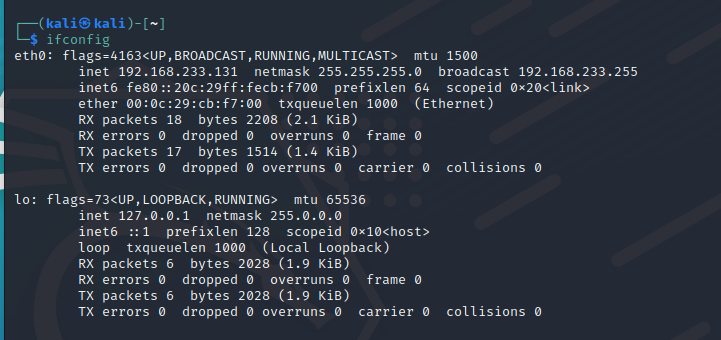 ┌──(kali㉿kali)-[~]
└─$ ifconfig
eth0: flags=4163<UP,BROADCAST,RUNNING,MULTICAST>  mtu 1500
        inet 192.168.233.131  netmask 255.255.255.0  broadcast 192.168.233.255
        inet6 fe80::20c:29ff:fecb:f700  prefixlen 64  scopeid 0×20<link>
        ether 00:0c:29:cb:f7:00  txqueuelen 1000  (Ethernet)
        RX packets 18  bytes 2208 (2.1 KiB)
        RX errors 0  dropped 0  overruns 0  frame 0
        TX packets 17  bytes 1514 (1.4 KiB)
        TX errors 0  dropped 0 overruns 0  carrier 0  collisions 0

lo: flags=73<UP,LOOPBACK,RUNNING>  mtu 65536
        inet 127.0.0.1  netmask 255.0.0.0
        inet6 ::1  prefixlen 128  scopeid 0×10<host>
        loop  txqueuelen 1000  (Local Loopback)
        RX packets 6  bytes 2028 (1.9 KiB)
        RX errors 0  dropped 0  overruns 0  frame 0
        TX packets 6  bytes 2028 (1.9 KiB)
        TX errors 0  dropped 0 overruns 0  carrier 0  collisions 0